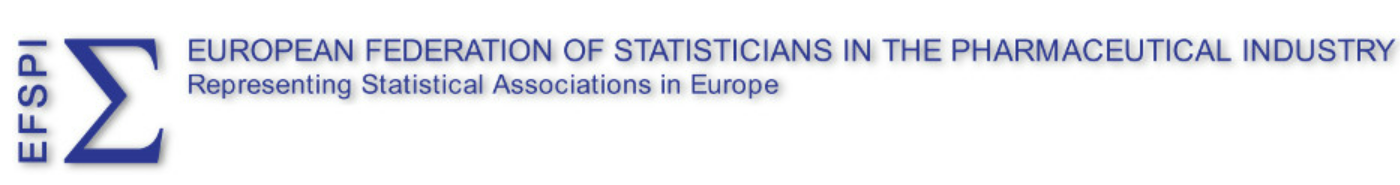 EFSPI
Σ
EUROPEAN FEDERATION OF STATISTICIANS IN THE PHARMACEUTICAL INDUSTRY
Representing Statistical Associations in Europe